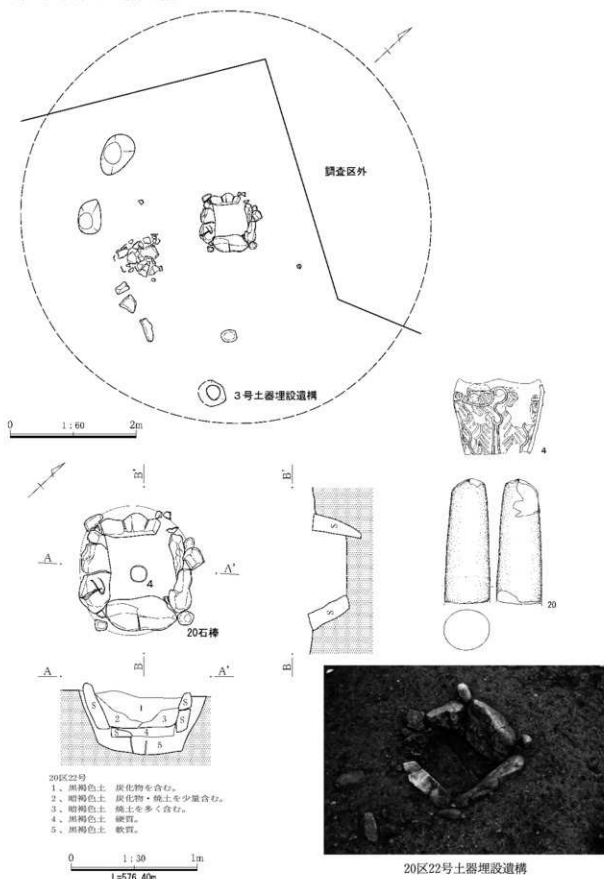 調査区外
3号土器埋設遺構
0 1:60 2m
4
20
B'
B'
A
A'
4
20石棒
B
B
A
A'
S
S
S
S
S
S
S
1
2
3
4
5
20区22号
1、黒褐色土 炭化物を含む。
2、暗褐色土 炭化物・焼土を少量含む。
3、暗褐色土 焼土を多く含む。
4、黒褐色土 硬質。
5、黒褐色土 軟質。
0 1:30 1m
L=576.40m
20区22号土器埋設遺構